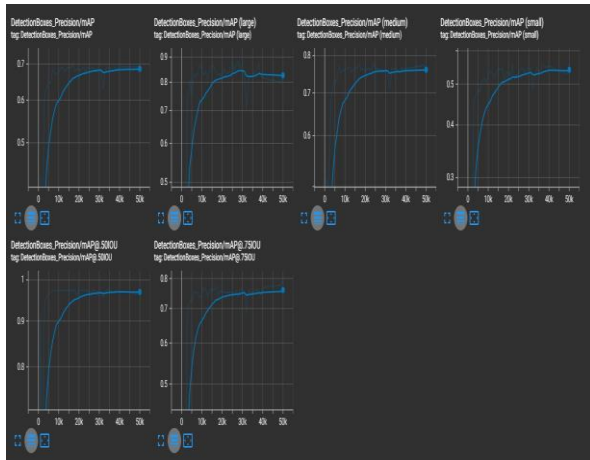 DetectionBoxes_Precision/mAP
tag: DetectionBoxes_Precision/mAP
0.7
0.6
0.5
0 10k 20k 30k 40k 50k
DetectionBoxes_Precision/mAP (large)
tag: DetectionBoxes_Precision/mAP (large)
0.9
0.8
0.7
0.6
0.5
0 10k 20k 30k 40k 50k
DetectionBoxes_Precision/mAP (medium)
tag: DetectionBoxes_Precision/mAP (medium)
0.8
0.7
0.6
0 10k 20k 30k 40k 50k
DetectionBoxes_Precision/mAP (small)
tag: DetectionBoxes_Precision/mAP (small)
0.5
0.4
0.3
0 10k 20k 30k 40k 50k
DetectionBoxes_Precision/mAP@.50IOU
tag: DetectionBoxes_Precision/mAP@.50IOU
1
0.9
0.8
0 10k 20k 30k 40k 50k
DetectionBoxes_Precision/mAP@.75IOU
tag: DetectionBoxes_Precision/mAP@.75IOU
0.8
0.7
0.6
0.5
0 10k 20k 30k 40k 50k